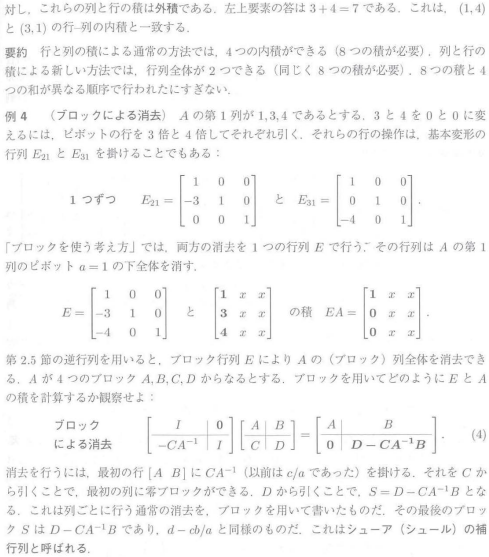 対し，これらの列と行の積は外積である．左上要素の答は 3+4=7 である．これは，(1,4)
と (3,1) の行–列の内積と一致する．
要約 行と列の積による通常の方法では，4つの内積ができる（8つの積が必要）．列と行の
積による新しい方法では，行列全体が2つできる（同じく8つの積が必要）．8つの積と4
つの和が異なる順序で行われたにすぎない．
例 4 （ブロックによる消去） A の第1列が 1,3,4 であるとする．3 と 4 を 0 と 0 に変
えるには，ピボットの行を3倍と4倍してそれぞれ引く．それらの行の操作は，基本変形の
行列 E21 と E31 を掛けることでもある：
1つずつ E21 = [1 0 0; -3 1 0; 0 0 1] と E31 = [1 0 0; 0 1 0; -4 0 1].
「ブロックを使う考え方」では，両方の消去を1つの行列 E で行う．その行列は A の第1
列のピボット a = 1 の下全体を消す．
E = [1 0 0; -3 1 0; -4 0 1] と [1 x x; 3 x x; 4 x x] の積 EA = [1 x x; 0 x x; 0 x x].
第 2.5 節の逆行列を用いると，ブロック行列 E により A の（ブロック）列全体を消去でき
る．A が4つのブロック A, B, C, D からなるとする．ブロックを用いてどのように E と A
の積を計算するか観察せよ：
ブロックによる消去 [I | 0; -CA⁻¹ | I] [A | B; C | D] = [A | B; 0 | D - CA⁻¹B]. (4)
消去を行うには，最初の行 [A B] に CA⁻¹（以前は c/a であった）を掛ける．それを C か
ら引くことで，最初の列に零ブロックができる．D から引くことで，S = D - CA⁻¹B とな
る．これは列ごとに行う通常の消去を，ブロックを用いて書いたものだ．その最後のブロッ
ク S は D - CA⁻¹B であり，d - cb/a と同様のものだ．これはシューア（シュール）の補
行列と呼ばれる．